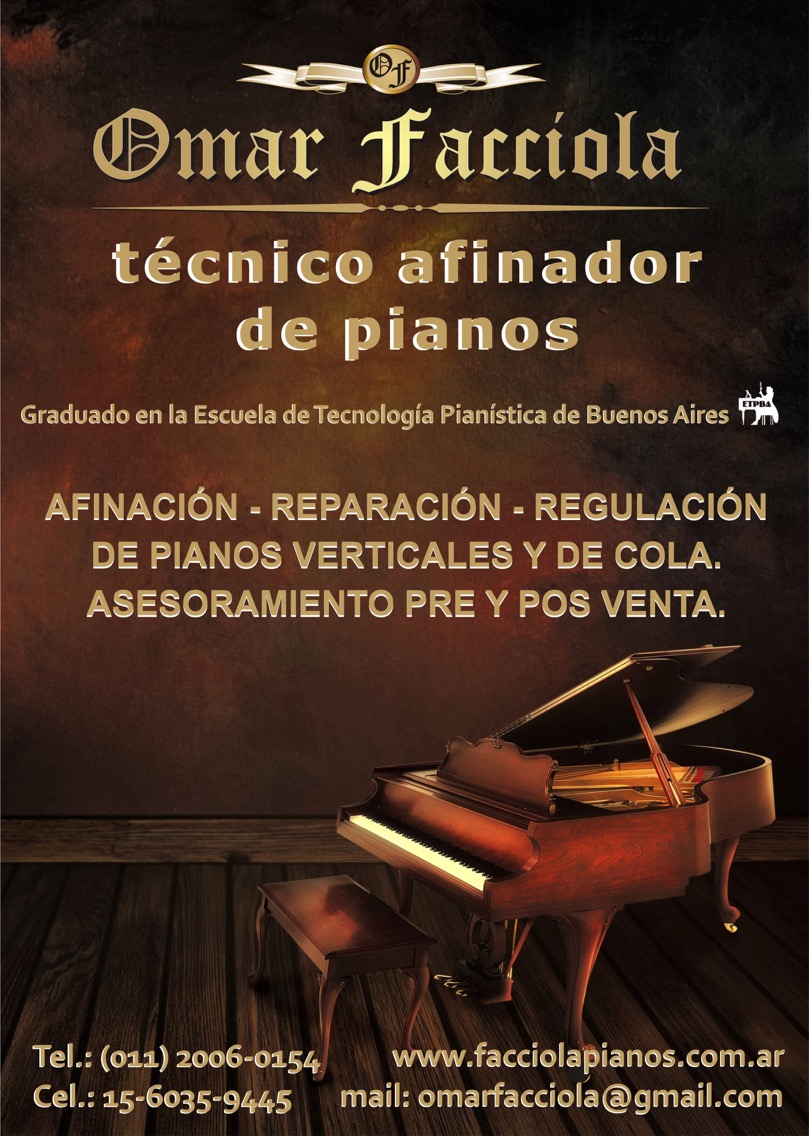 OF
Omar Facciola
técnico afinador
de pianos
Graduado en la Escuela de Tecnología Pianística de Buenos Aires
ETPBA
AFINACIÓN - REPARACIÓN - REGULACIÓN
DE PIANOS VERTICALES Y DE COLA.
ASESORAMIENTO PRE Y POS VENTA.
Tel.: (011) 2006-0154
www.facciolapianos.com.ar
Cel.: 15-6035-9445
mail: omarfacciola@gmail.com